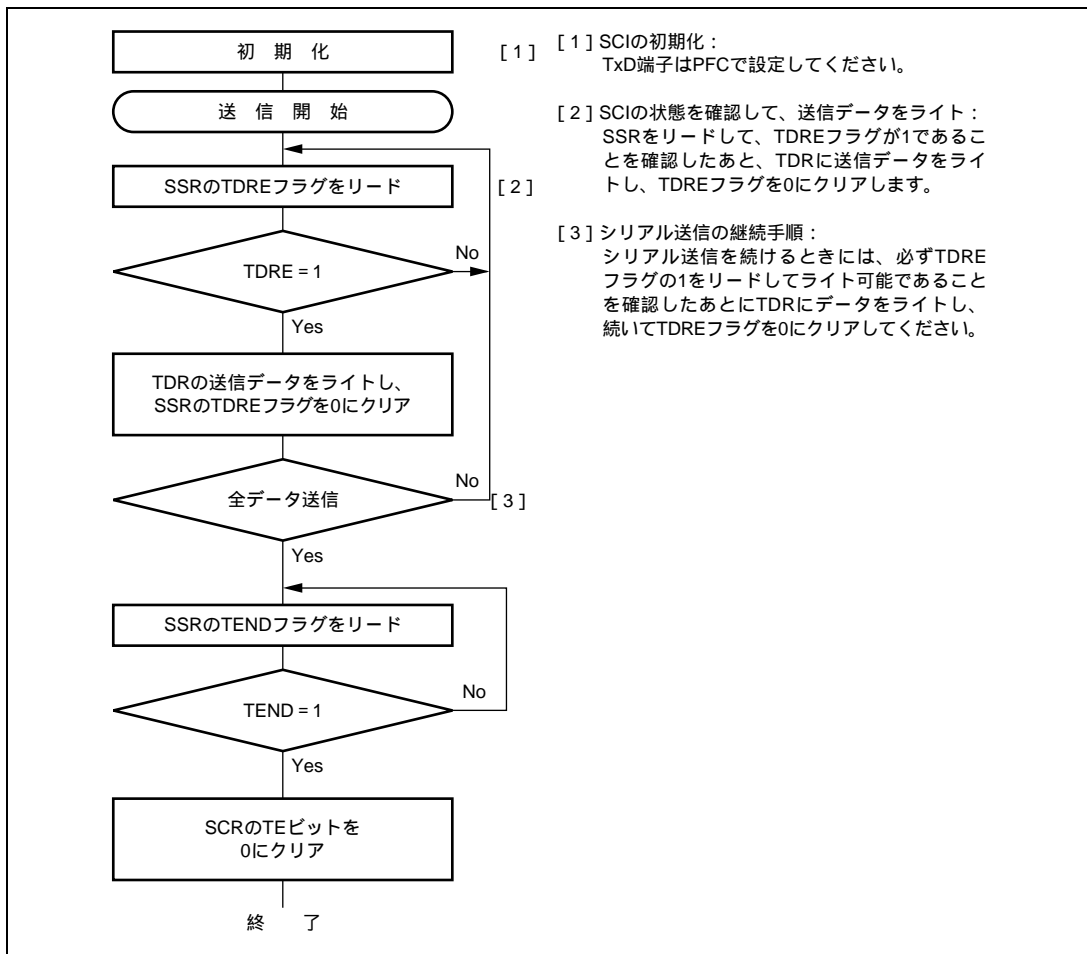 初 期 化 [ 1 ]
送 信 開 始
SSRのTDREフラグをリード [ 2 ]
TDRE = 1
No
Yes
TDRの送信データをライトし、
SSRのTDREフラグを0にクリア
全データ送信
No
[ 3 ]
Yes
SSRのTENDフラグをリード
TEND = 1
No
Yes
SCRのTEビットを
0にクリア
終 了
[ 1 ] SCIの初期化：
TxD端子はPFCで設定してください。
[ 2 ] SCIの状態を確認して、送信データをライト：
SSRをリードして、TDREフラグが1であるこ
とを確認したあと、TDRに送信データをライ
トし、TDREフラグを0にクリアします。
[ 3 ] シリアル送信の継続手順：
シリアル送信を続けるときには、必ずTDRE
フラグの1をリードしてライト可能であること
を確認したあとにTDRにデータをライトし、
続いてTDREフラグを0にクリアしてください。